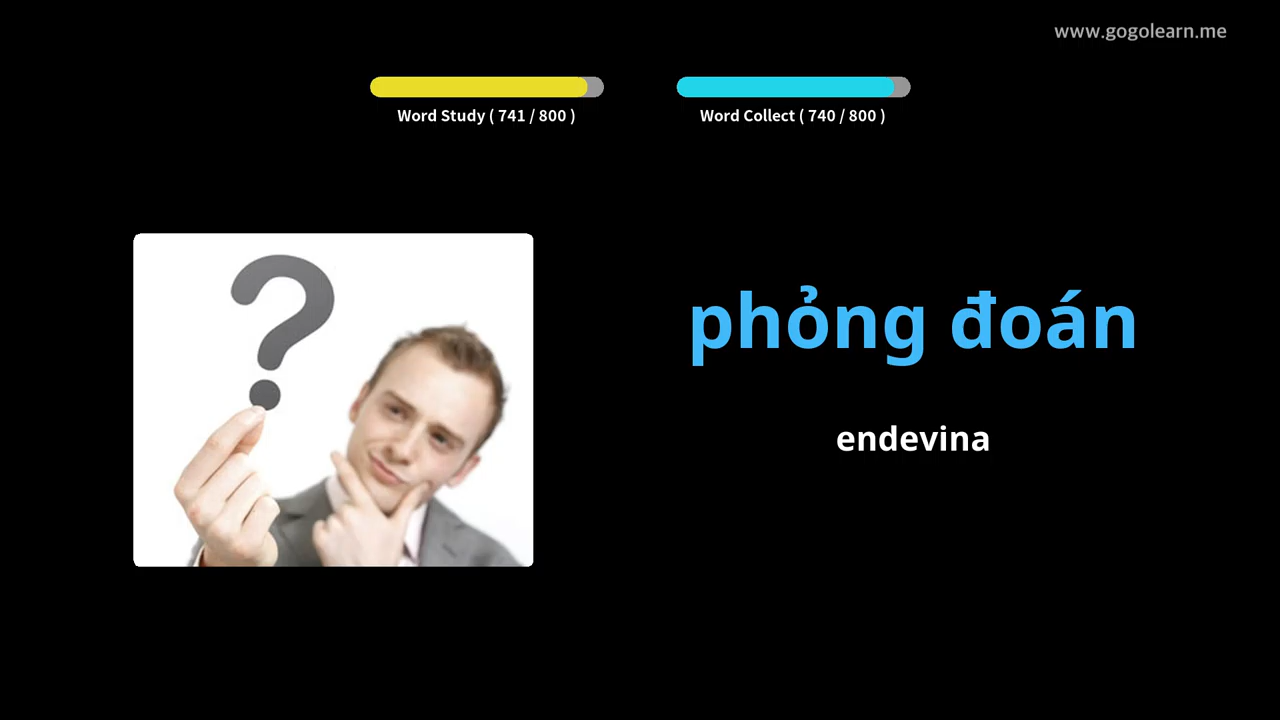 www.gogolearn.me
Word Study ( 741 / 800 )
Word Collect ( 740 / 800 )
phỏng đoán
endevina